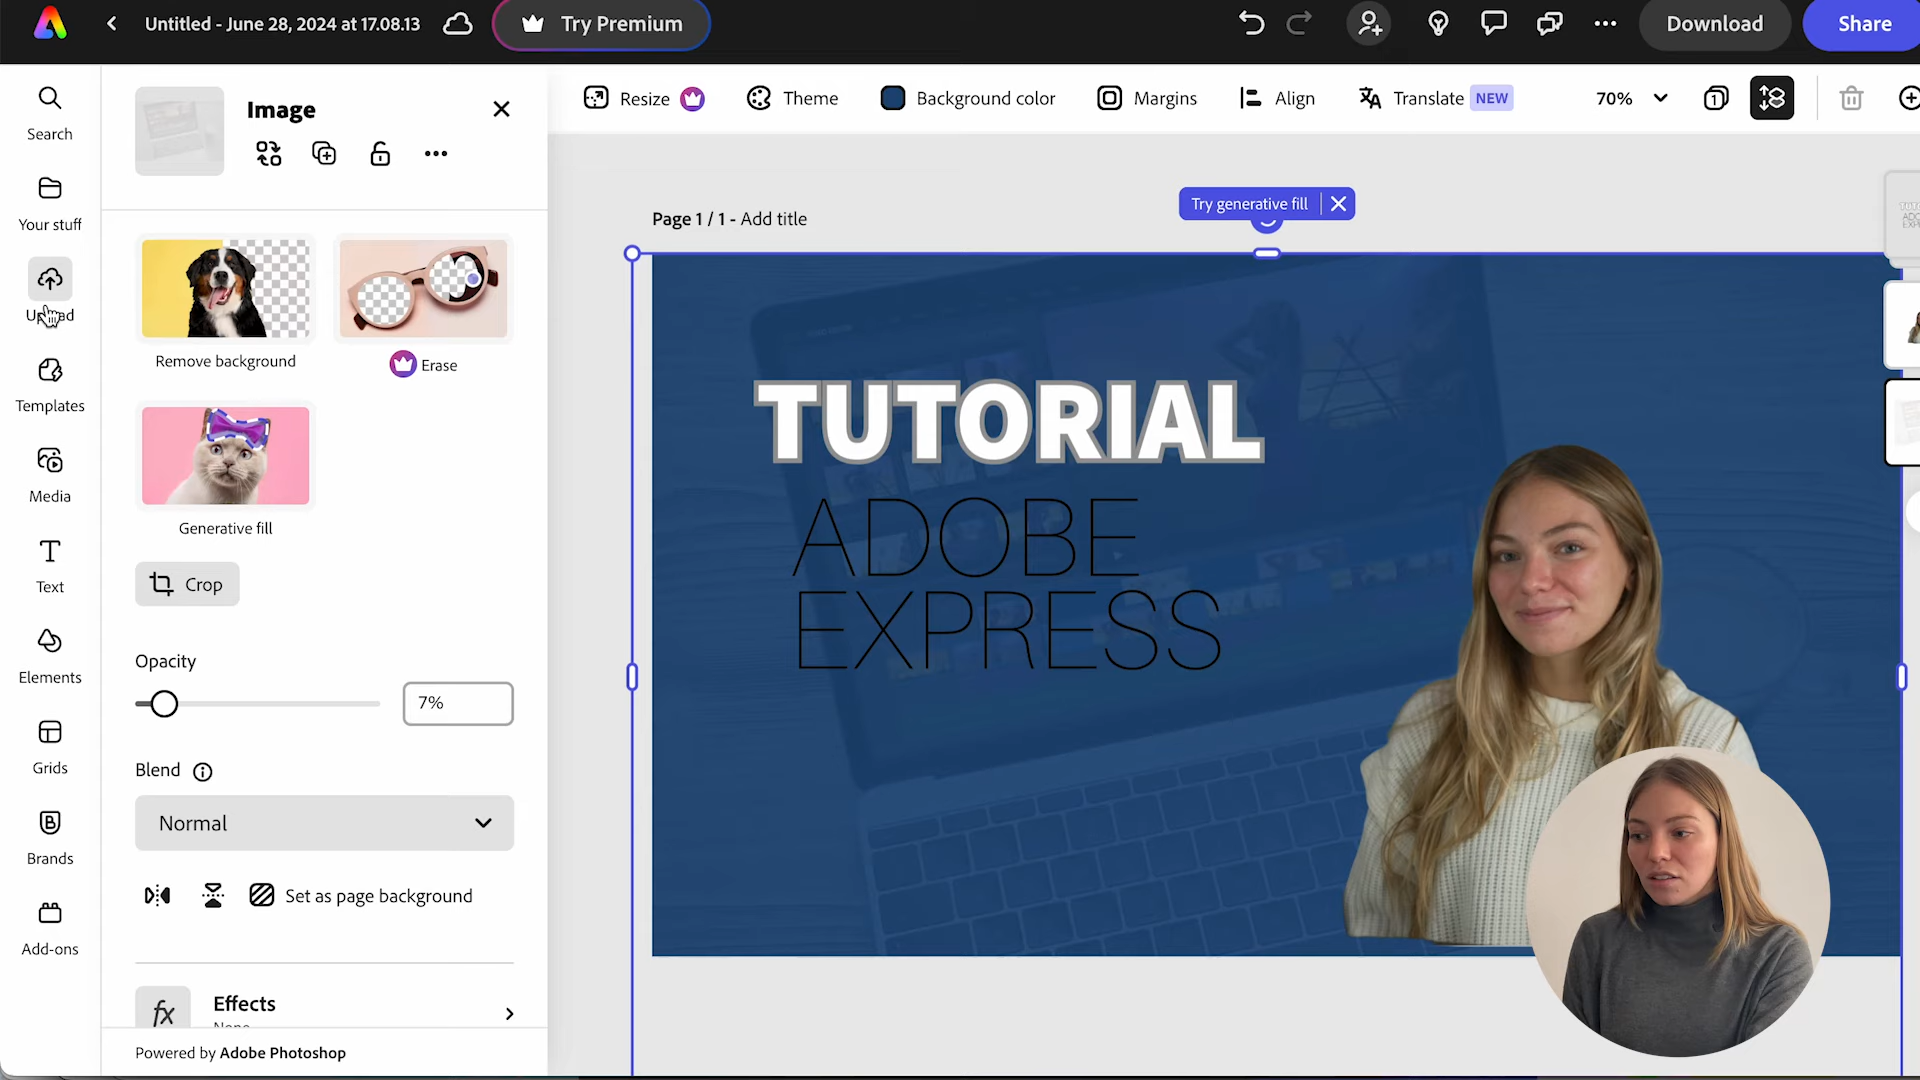 Untitled - June 28, 2024 at 17.08.13
Try Premium
Download
Share
Search
Your stuff
Upload
Templates
Media
Text
Elements
Grids
Brands
Add-ons
Image
Remove background
Erase
Generative fill
Crop
Opacity
7%
Blend
Normal
Set as page background
fx
Effects
None
Powered by Adobe Photoshop
Resize
Theme
Background color
Margins
Align
Translate NEW
70%
1
Page 1 / 1 - Add title
Try generative fill
TUTORIAL
ADOBE
EXPRESS